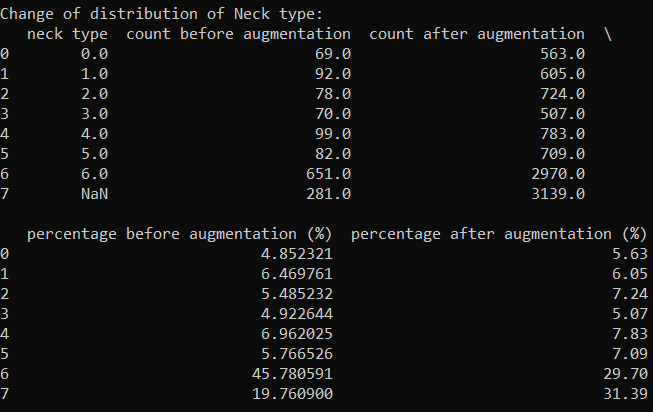 Change of distribution of Neck type:
neck type count before augmentation count after augmentation \
0 0.0 69.0 563.0
1 1.0 92.0 605.0
2 2.0 78.0 724.0
3 3.0 70.0 507.0
4 4.0 99.0 783.0
5 5.0 82.0 709.0
6 6.0 651.0 2970.0
7 NaN 281.0 3139.0
percentage before augmentation (%) percentage after augmentation (%)
0 4.852321 5.63
1 6.469761 6.05
2 5.485232 7.24
3 4.922644 5.07
4 6.962025 7.83
5 5.766526 7.09
6 45.780591 29.70
7 19.760900 31.39